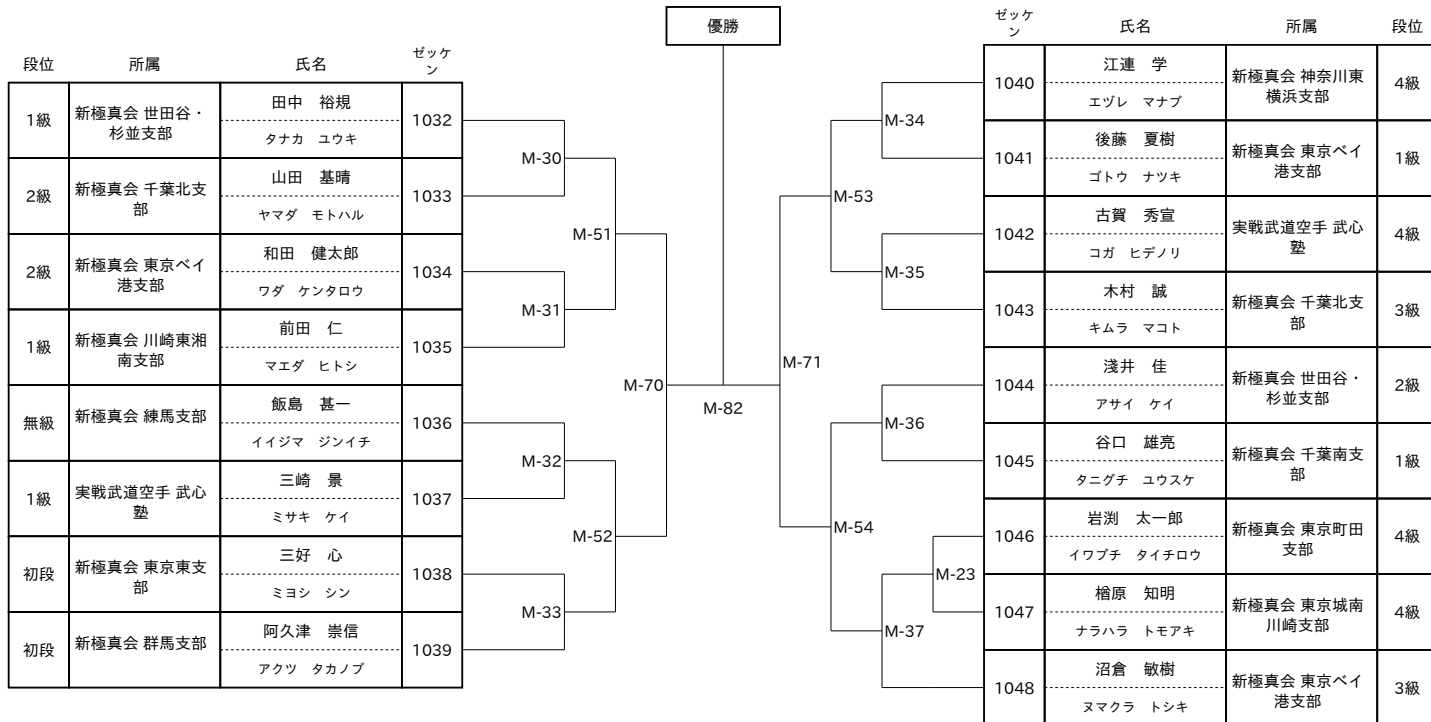 優勝
段位
所属
氏名
ゼッケ
ン
1級
新極真会 世田谷・
杉並支部
田中　裕規
タナカ　ユウキ
1032
2級
新極真会 千葉北支
部
山田　基晴
ヤマダ　モトハル
1033
2級
新極真会 東京ベイ
港支部
和田　健太郎
ワダ　ケンタロウ
1034
1級
新極真会 川崎東湘
南支部
前田　仁
マエダ　ヒトシ
1035
無級
新極真会 練馬支部
飯島　甚一
イイジマ　ジンイチ
1036
1級
実戦武道空手 武心
塾
三崎　景
ミサキ　ケイ
1037
初段
新極真会 東京東支
部
三好　心
ミヨシ　シン
1038
初段
新極真会 群馬支部
阿久津　崇信
アクツ　タカノブ
1039
M-30
M-31
M-32
M-33
M-51
M-52
M-70
M-82
M-71
M-53
M-54
M-34
M-35
M-36
M-37
M-23
ゼッケ
ン
氏名
所属
段位
1040
江連　学
エヅレ　マナブ
新極真会 神奈川東
横浜支部
4級
1041
後藤　夏樹
ゴトウ　ナツキ
新極真会 東京ベイ
港支部
1級
1042
古賀　秀宣
コガ　ヒデノリ
実戦武道空手 武心
塾
4級
1043
木村　誠
キムラ　マコト
新極真会 千葉北支
部
3級
1044
淺井　佳
アサイ　ケイ
新極真会 世田谷・
杉並支部
2級
1045
谷口　雄亮
タニグチ　ユウスケ
新極真会 千葉南支
部
1級
1046
岩渕　太一郎
イワブチ　タイチロウ
新極真会 東京町田
支部
4級
1047
楢原　知明
ナラハラ　トモアキ
新極真会 東京城南
川崎支部
4級
1048
沼倉　敏樹
ヌマクラ　トシキ
新極真会 東京ベイ
港支部
3級